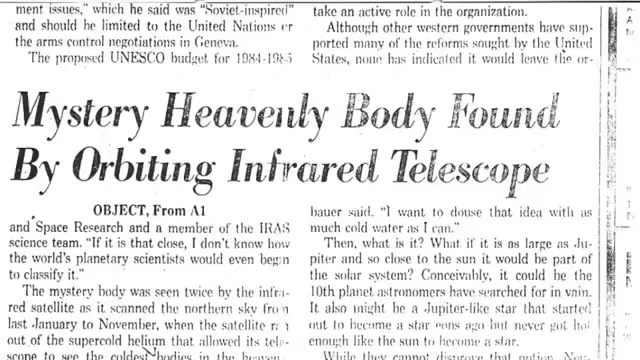 ment issues," which he said was "Soviet-inspired"
and should be limited to the United Nations or
the arms control negotiations in Geneva.
The proposed UNESCO budget for 1984-1985
take an active role in the organization.
Although other western governments have sup-
ported many of the reforms sought by the United
States, none has indicated it would leave the or-
Mystery Heavenly Body Found
By Orbiting Infrared Telescope
OBJECT, From A1
and Space Research and a member of the IRAS
science team. "If it is that close, I don't know how
the world's planetary scientists would even begin
to classify it."
The mystery body was seen twice by the infra-
red satellite as it scanned the northern sky from
last January to November, when the satellite ran
out of the supercold helium that allowed its tele-
scope to see the coldest bodies in the heavens.
bauer said. "I want to douse that idea with as
much cold water as I can."
Then, what is it? What if it is as large as Ju-
piter and so close to the sun it would be part of
the solar system? Conceivably, it could be the
10th planet astronomers have searched for in vain.
It also might be a Jupiter-like star that started
out to become a star eons ago but never got hot
enough like the sun to become a star.
While they cannot disprove that notion,